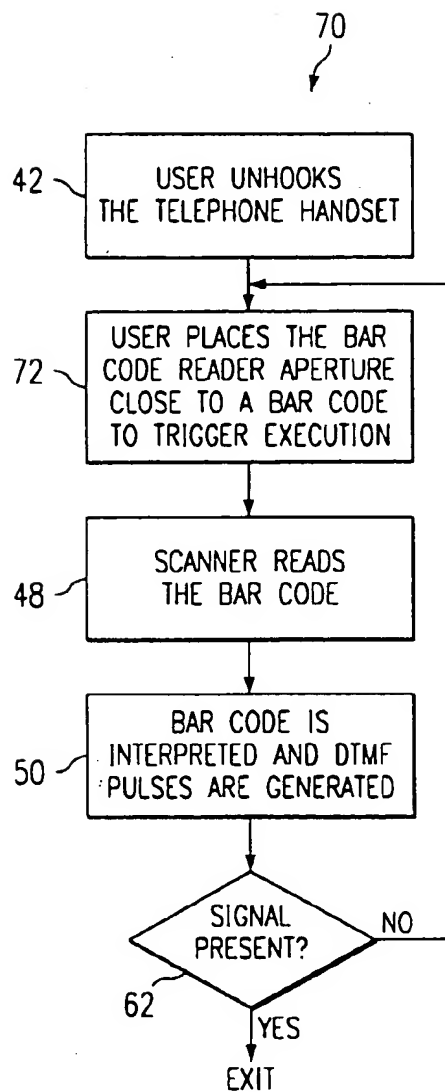 70
42
USER UNHOOKS
THE TELEPHONE HANDSET
72
USER PLACES THE BAR
CODE READER APERTURE
CLOSE TO A BAR CODE
TO TRIGGER EXECUTION
48
SCANNER READS
THE BAR CODE
50
BAR CODE IS
INTERPRETED AND DTMF
PULSES ARE GENERATED
SIGNAL
PRESENT?
NO
62
YES
EXIT